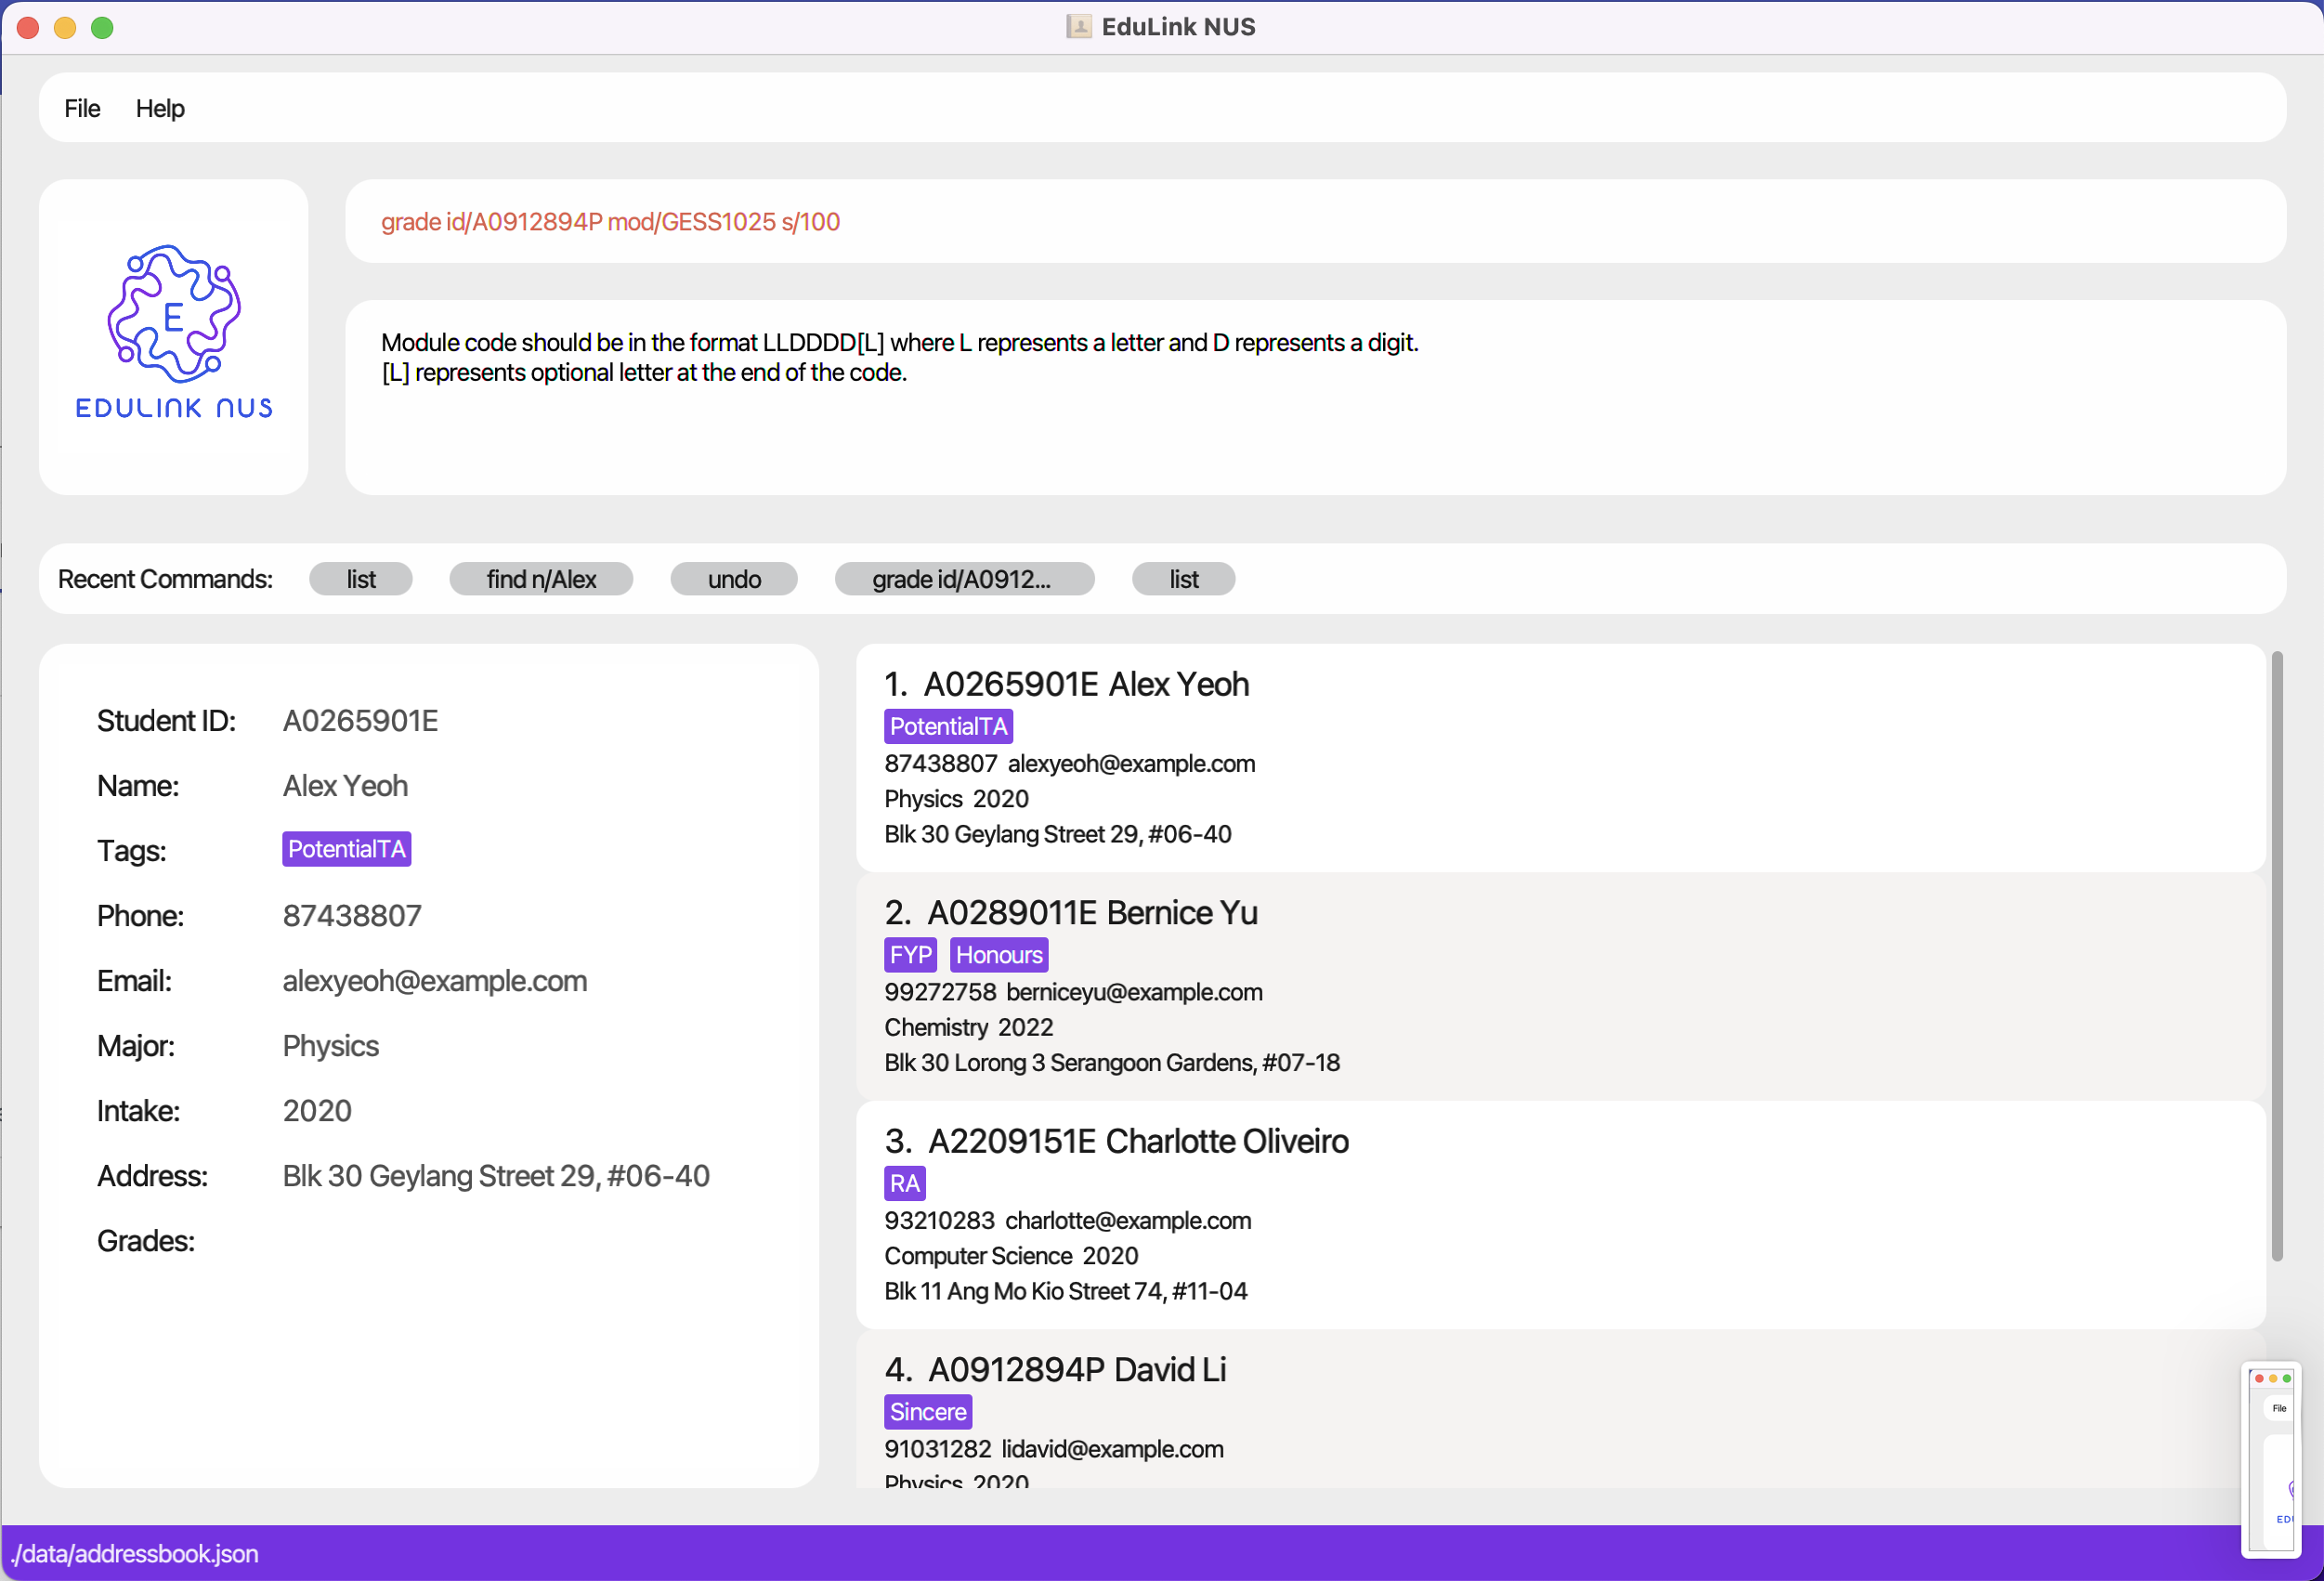 EduLink NUS
File Help
grade id/A0912894P mod/GESS1025 s/100
E
EDULINK NUS
Module code should be in the format LLDDDD[L] where L represents a letter and D represents a digit.
[L] represents optional letter at the end of the code.
Recent Commands: list find n/Alex undo grade id/A0912... list
Student ID: A0265901E
Name: Alex Yeoh
Tags: PotentialTA
Phone: 87438807
Email: alexyeoh@example.com
Major: Physics
Intake: 2020
Address: Blk 30 Geylang Street 29, #06-40
Grades:
1. A0265901E Alex Yeoh
PotentialTA
87438807 alexyeoh@example.com
Physics 2020
Blk 30 Geylang Street 29, #06-40
2. A0289011E Bernice Yu
FYP Honours
99272758 berniceyu@example.com
Chemistry 2022
Blk 30 Lorong 3 Serangoon Gardens, #07-18
3. A2209151E Charlotte Oliveiro
RA
93210283 charlotte@example.com
Computer Science 2020
Blk 11 Ang Mo Kio Street 74, #11-04
4. A0912894P David Li
Sincere
91031282 lidavid@example.com
Physics 2020
File
EDU
./data/addressbook.json